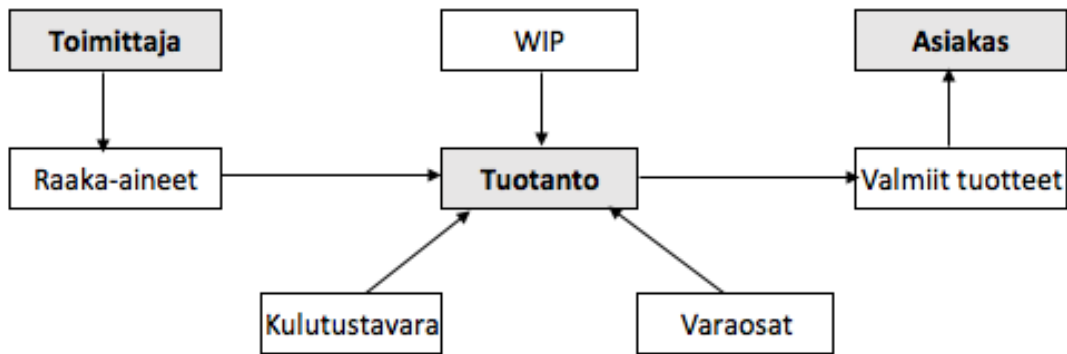 Toimittaja
WIP
Asiakas
Raaka-aineet
Tuotanto
Valmiit tuotteet
Kulutustavara
Varaosat